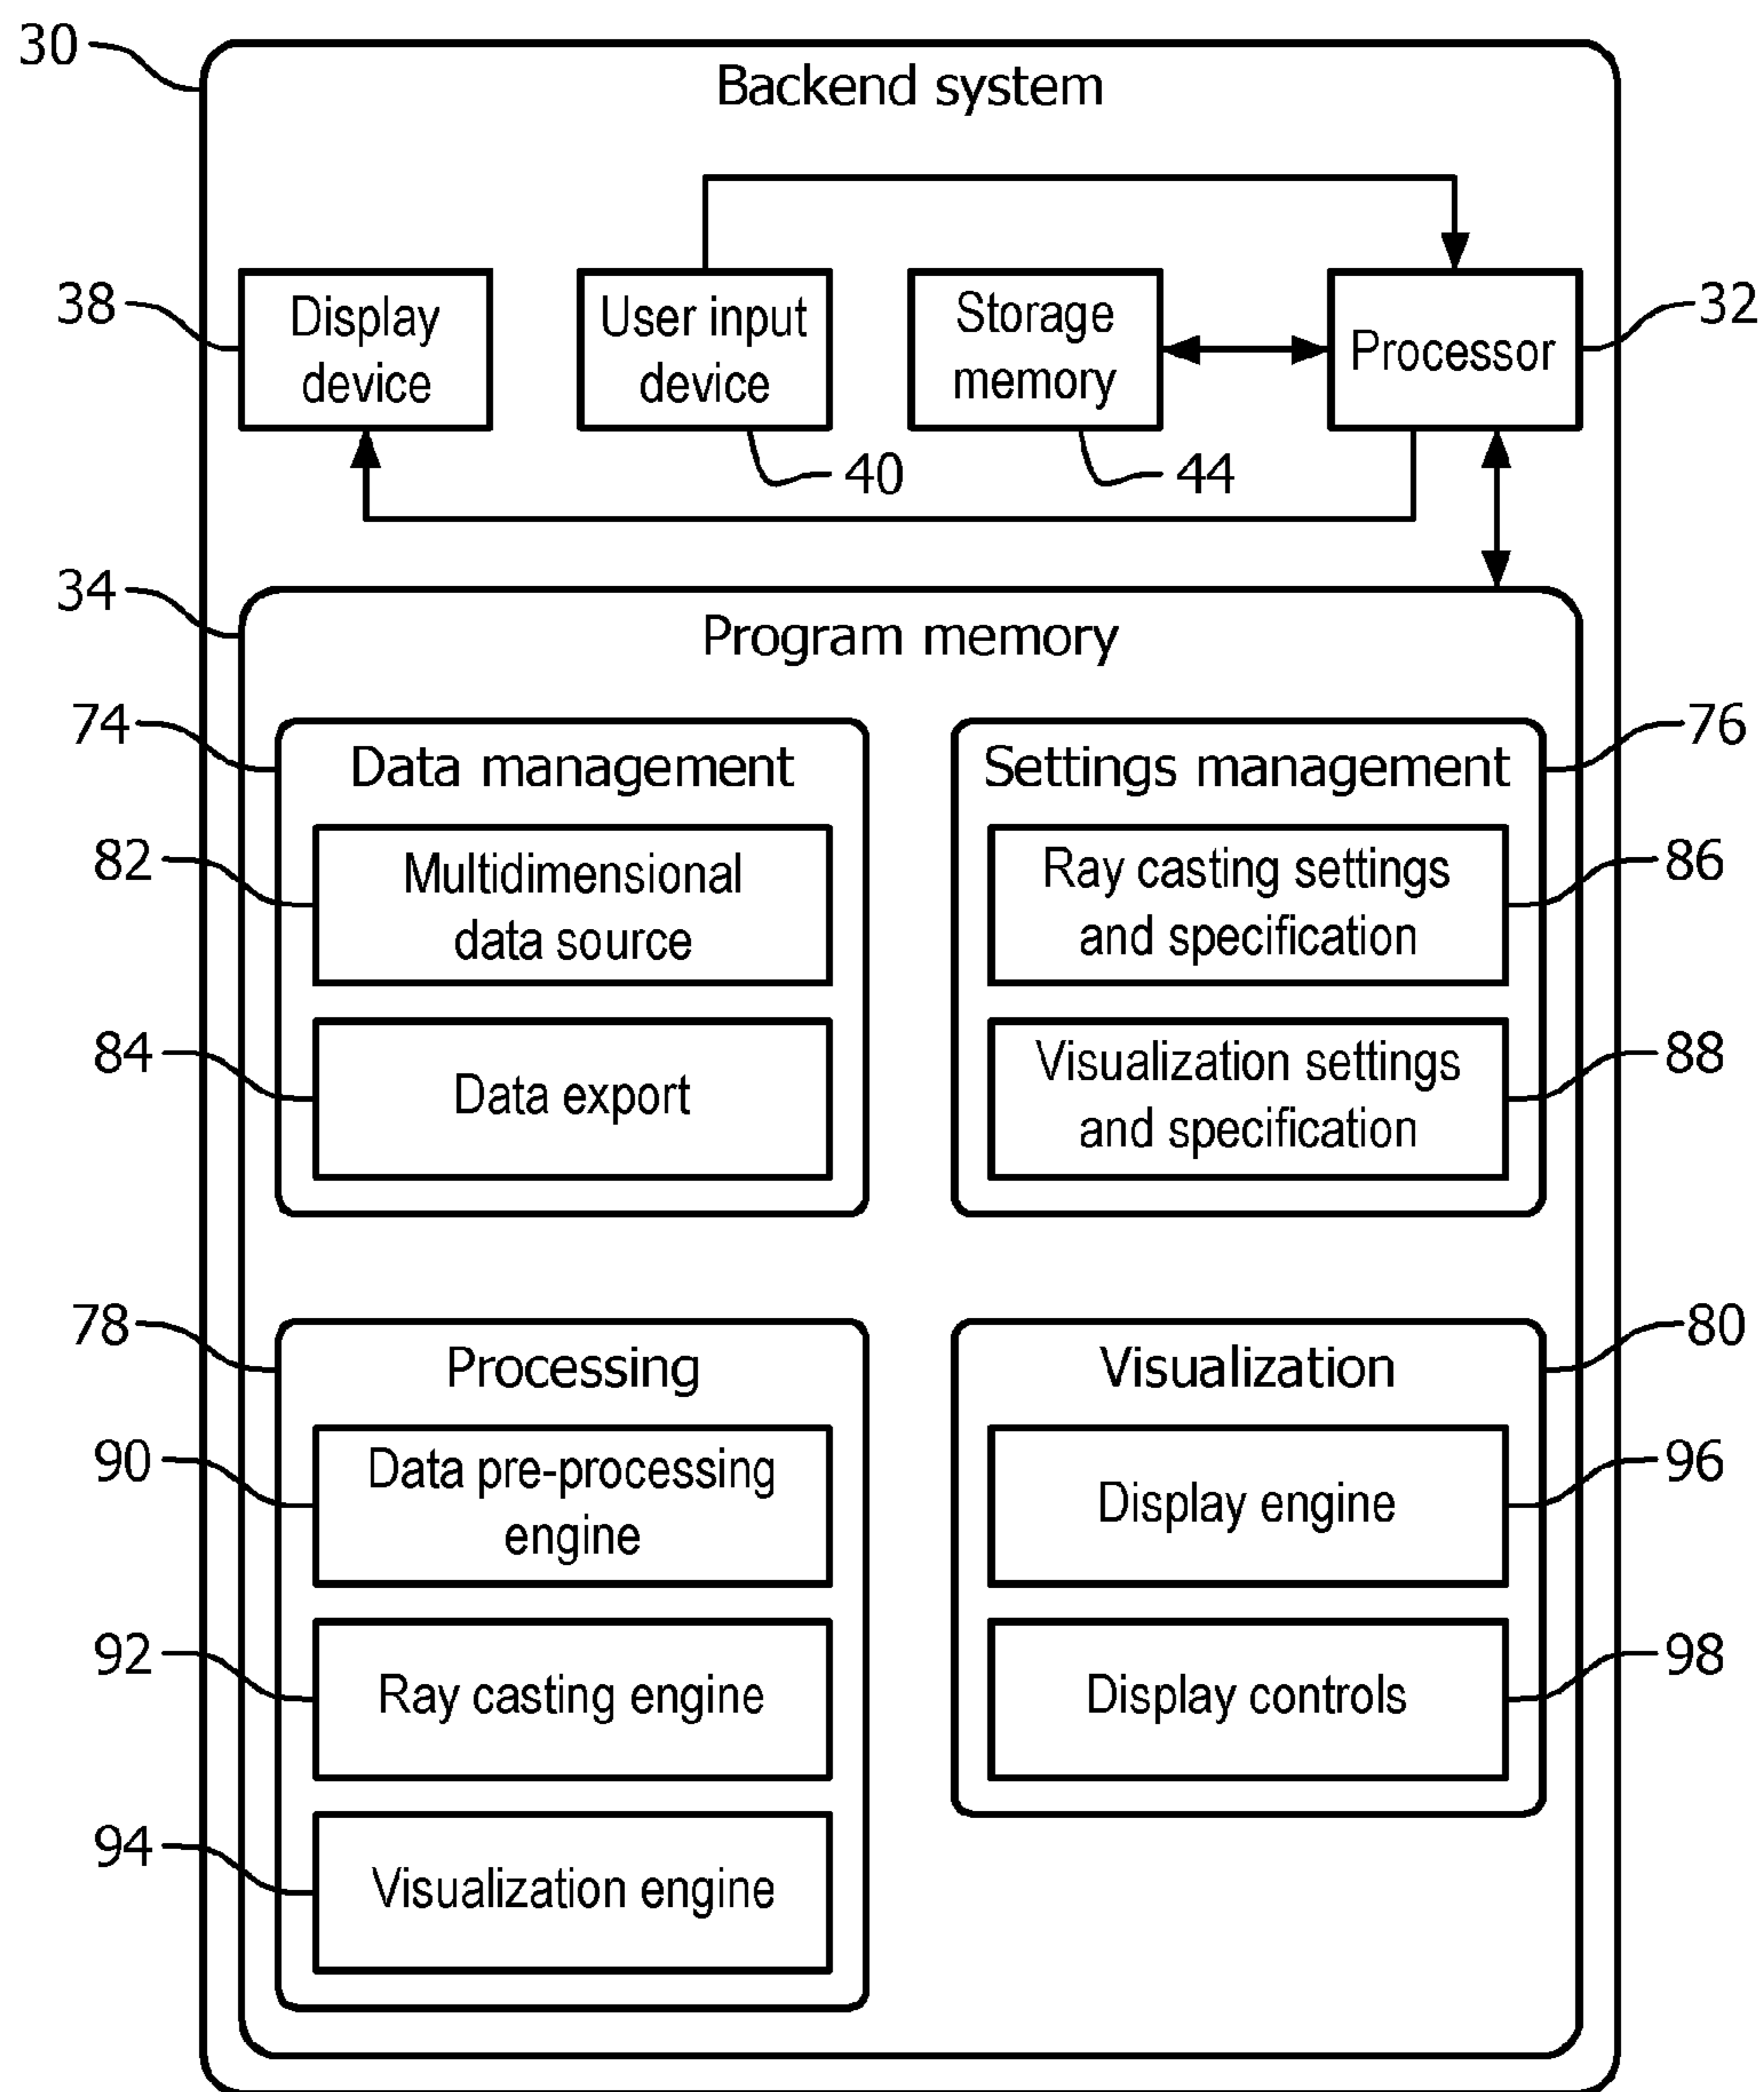 30
Backend system
38
Display
device
User input
device
Storage
memory
Processor
32
40
44
34
Program memory
74
Data management
Settings management
76
82
Multidimensional
data source
Ray casting settings
and specification
86
84
Data export
Visualization settings
and specification
88
78
Processing
Visualization
80
90
Data pre-processing
engine
Display engine
96
92
Ray casting engine
Display controls
98
94
Visualization engine